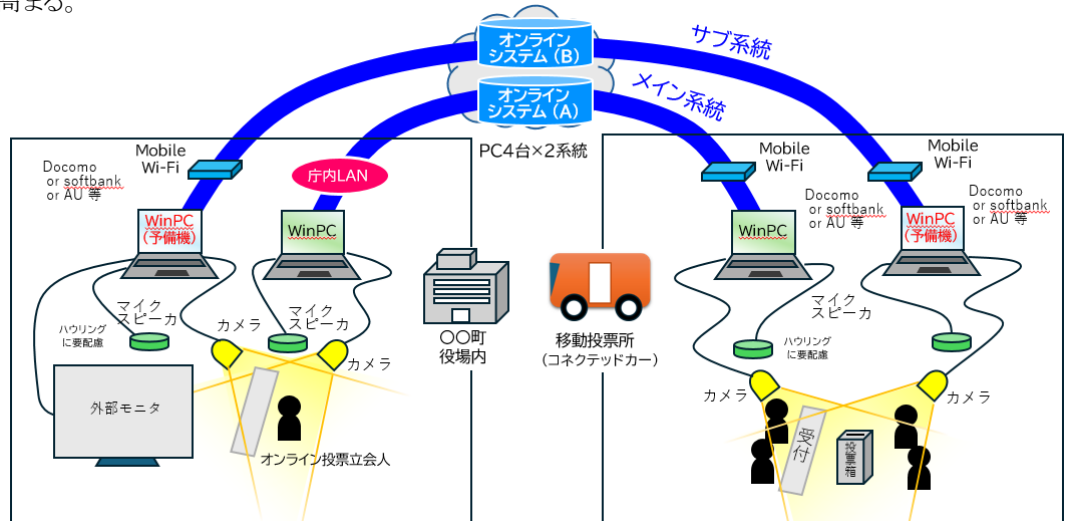 高まる。
オンライン
システム（B）
サブ系統
オンライン
システム（A）
メイン系統
PC4台×2系統
Mobile
Wi-Fi
Docomo
or softbank
or AU 等
庁内LAN
WinPC
（予備機）
WinPC
マイク
スピーカ
マイク
スピーカ
ハウリング
に要配慮
カメラ
カメラ
外部モニタ
オンライン投票立会人
〇〇町
役場内
移動投票所
（コネクテッドカー）
Mobile
Wi-Fi
Mobile
Wi-Fi
Docomo
or softbank
or AU 等
Docomo
or softbank
or AU 等
WinPC
WinPC
（予備機）
マイク
スピーカ
ハウリング
に要配慮
カメラ
カメラ
受付
投票箱